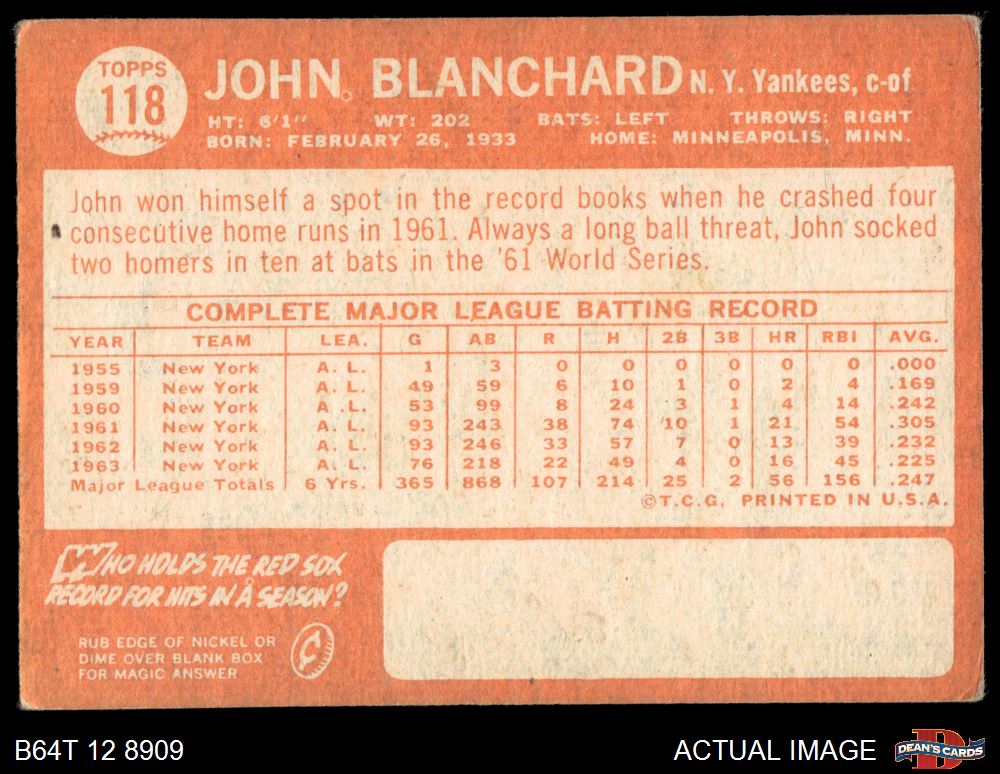 TOPPS
118
JOHN BLANCHARD N. Y. Yankees, c-of
HT: 6'1" WT: 202 BATS: LEFT THROWS: RIGHT
BORN: FEBRUARY 26, 1933 HOME: MINNEAPOLIS, MINN.
John won himself a spot in the record books when he crashed four
consecutive home runs in 1961. Always a long ball threat, John socked
two homers in ten at bats in the '61 World Series.
COMPLETE MAJOR LEAGUE BATTING RECORD
YEAR TEAM LEA. G AB R H 2B 3B HR RBI AVG.
1955 New York A. L. 1 3 0 0 0 0 0 0 .000
1959 New York A. L. 49 59 6 10 1 0 2 4 .169
1960 New York A. L. 53 99 8 24 3 1 4 14 .242
1961 New York A. L. 93 243 38 74 10 1 21 54 .305
1962 New York A. L. 93 246 33 57 7 0 13 39 .232
1963 New York A. L. 76 218 22 49 4 0 16 45 .225
Major League Totals 6 Yrs. 365 868 107 214 25 2 56 156 .247
©T.C.G. PRINTED IN U.S.A.
WHO HOLDS THE RED SOX
RECORD FOR HITS IN A SEASON?
RUB EDGE OF NICKEL OR
DIME OVER BLANK BOX
FOR MAGIC ANSWER
B64T 12 8909
ACTUAL IMAGE
DEAN'S CARDS